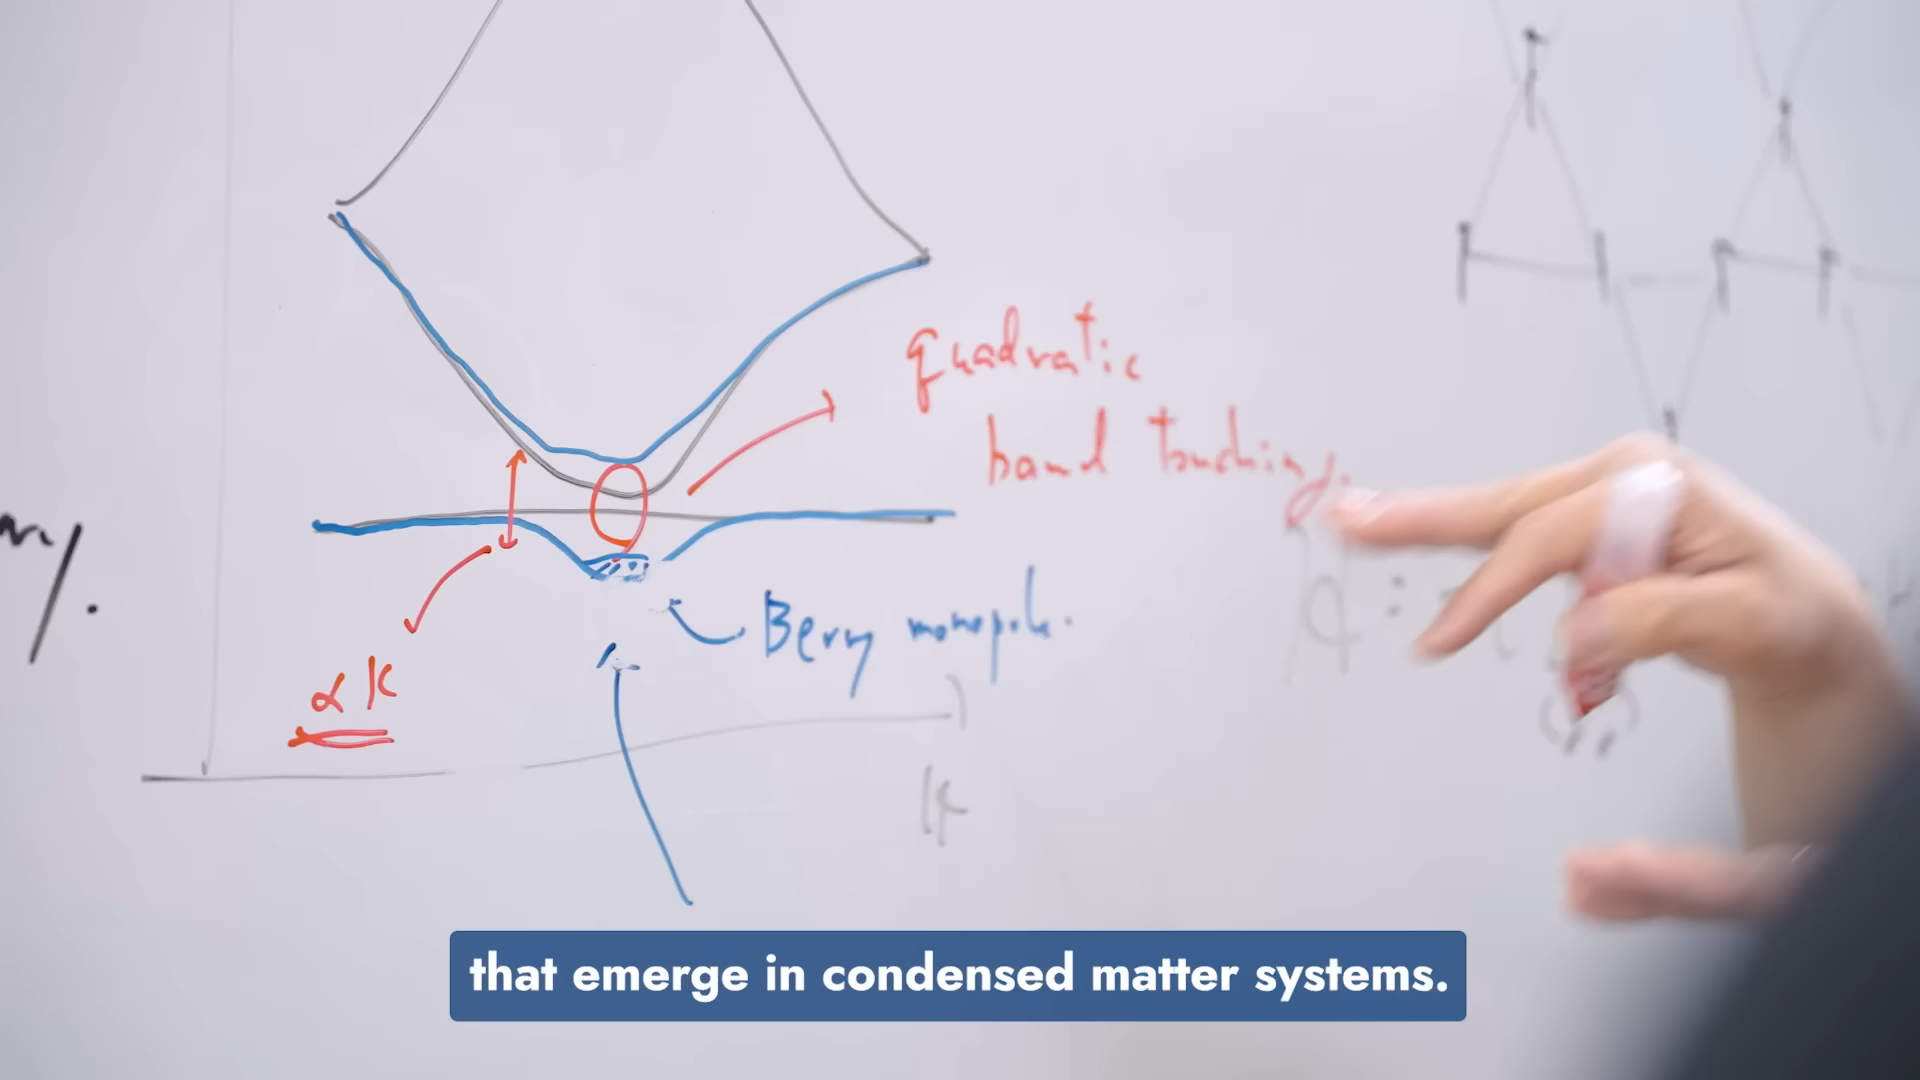 quadratic
band touching.
Berry monopole.
α K
k
that emerge in condensed matter systems.